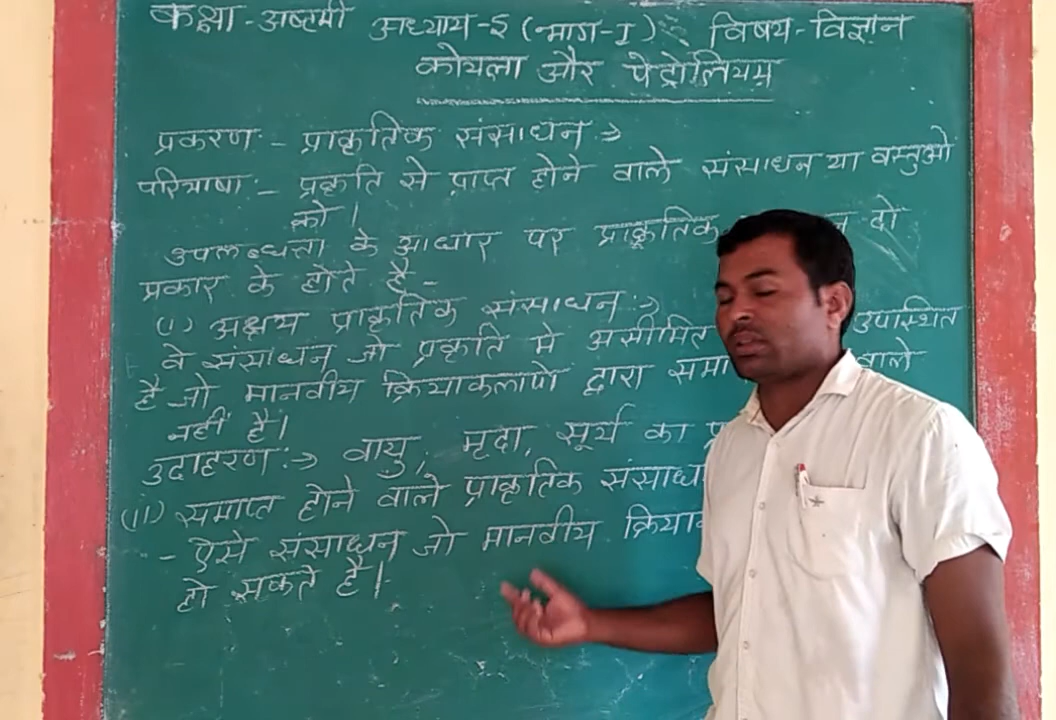 कक्षा - अष्टमी अध्याय-5 (भाग-I) विषय-विज्ञान
कोयला और पेट्रोलियम
प्रकरण:- प्राकृतिक संसाधन :→
परिभाषा:- प्रकृति से प्राप्त होने वाले संसाधन या वस्तुओ
को।
उपलब्धता के आधार पर प्राकृतिक दो
प्रकार के होते है-
(i) अक्षय प्राकृतिक संसाधन :→
वे संसाधन जो प्रकृति मे असीमित उपस्थित
है जो मानवीय क्रियाकलापो द्वारा वाले
नहीं है।
उदाहरण :→ वायु, मृदा, सूर्य का
(ii) समाप्त होने वाले प्राकृतिक
- ऐसे संसाधन जो मानवीय
हो सकते है।